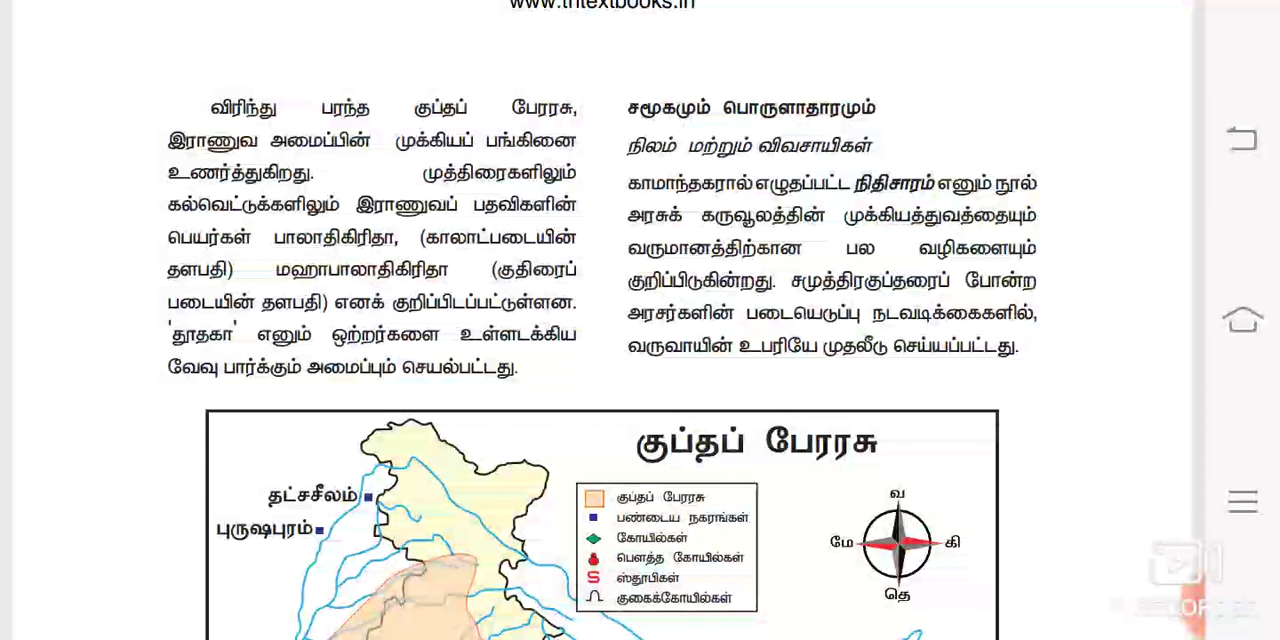 www.tntextbooks.in
விரிந்து பரந்த குப்தப் பேரரசு,
இராணுவ அமைப்பின் முக்கியப் பங்கினை
உணர்த்துகிறது. முத்திரைகளிலும்
கல்வெட்டுக்களிலும் இராணுவப் பதவிகளின்
பெயர்கள் பாலாதிகிரிதா, (காலாட்படையின்
தளபதி) மஹாபாலாதிகிரிதா (குதிரைப்
படையின் தளபதி) எனக் குறிப்பிடப்பட்டுள்ளன.
'தூதகா' எனும் ஒற்றர்களை உள்ளடக்கிய
வேவு பார்க்கும் அமைப்பும் செயல்பட்டது.
சமூகமும் பொருளாதாரமும்
நிலம் மற்றும் விவசாயிகள்
காமாந்தகரால் எழுதப்பட்ட நிதிசாரம் எனும் நூல்
அரசுக் கருவூலத்தின் முக்கியத்துவத்தையும்
வருமானத்திற்கான பல வழிகளையும்
குறிப்பிடுகின்றது. சமுத்திரகுப்தரைப் போன்ற
அரசர்களின் படையெடுப்பு நடவடிக்கைகளில்,
வருவாயின் உபரியே முதலீடு செய்யப்பட்டது.
குப்தப் பேரரசு
தட்சசீலம்
புருஷபுரம்
குப்தப் பேரரசு
பண்டைய நகரங்கள்
கோயில்கள்
பௌத்த கோயில்கள்
ஸ்தூபிகள்
குகைக்கோயில்கள்
வ
மே
கி
தெ